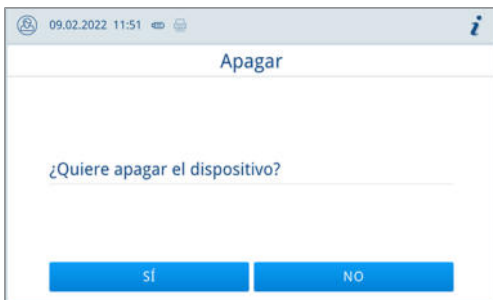 09.02.2022 11:51
i
Apagar
¿Quiere apagar el dispositivo?
SÍ
NO